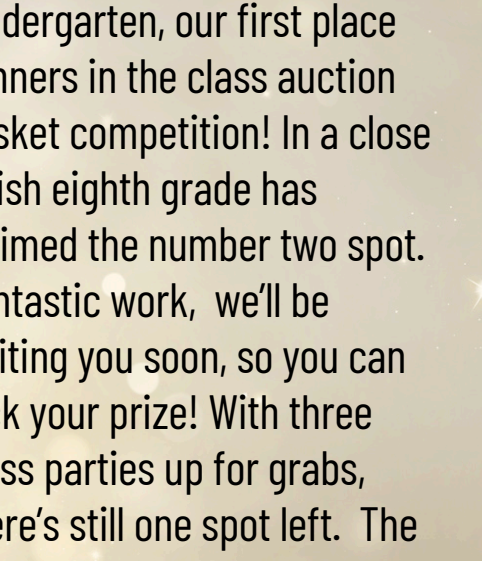 dergarten, our first place
nners in the class auction
sket competition! In a close
ish eighth grade has
imed the number two spot.
ntastic work,  we’ll be
iting you soon, so you can
k your prize! With three
ss parties up for grabs,
ere’s still one spot left.  The